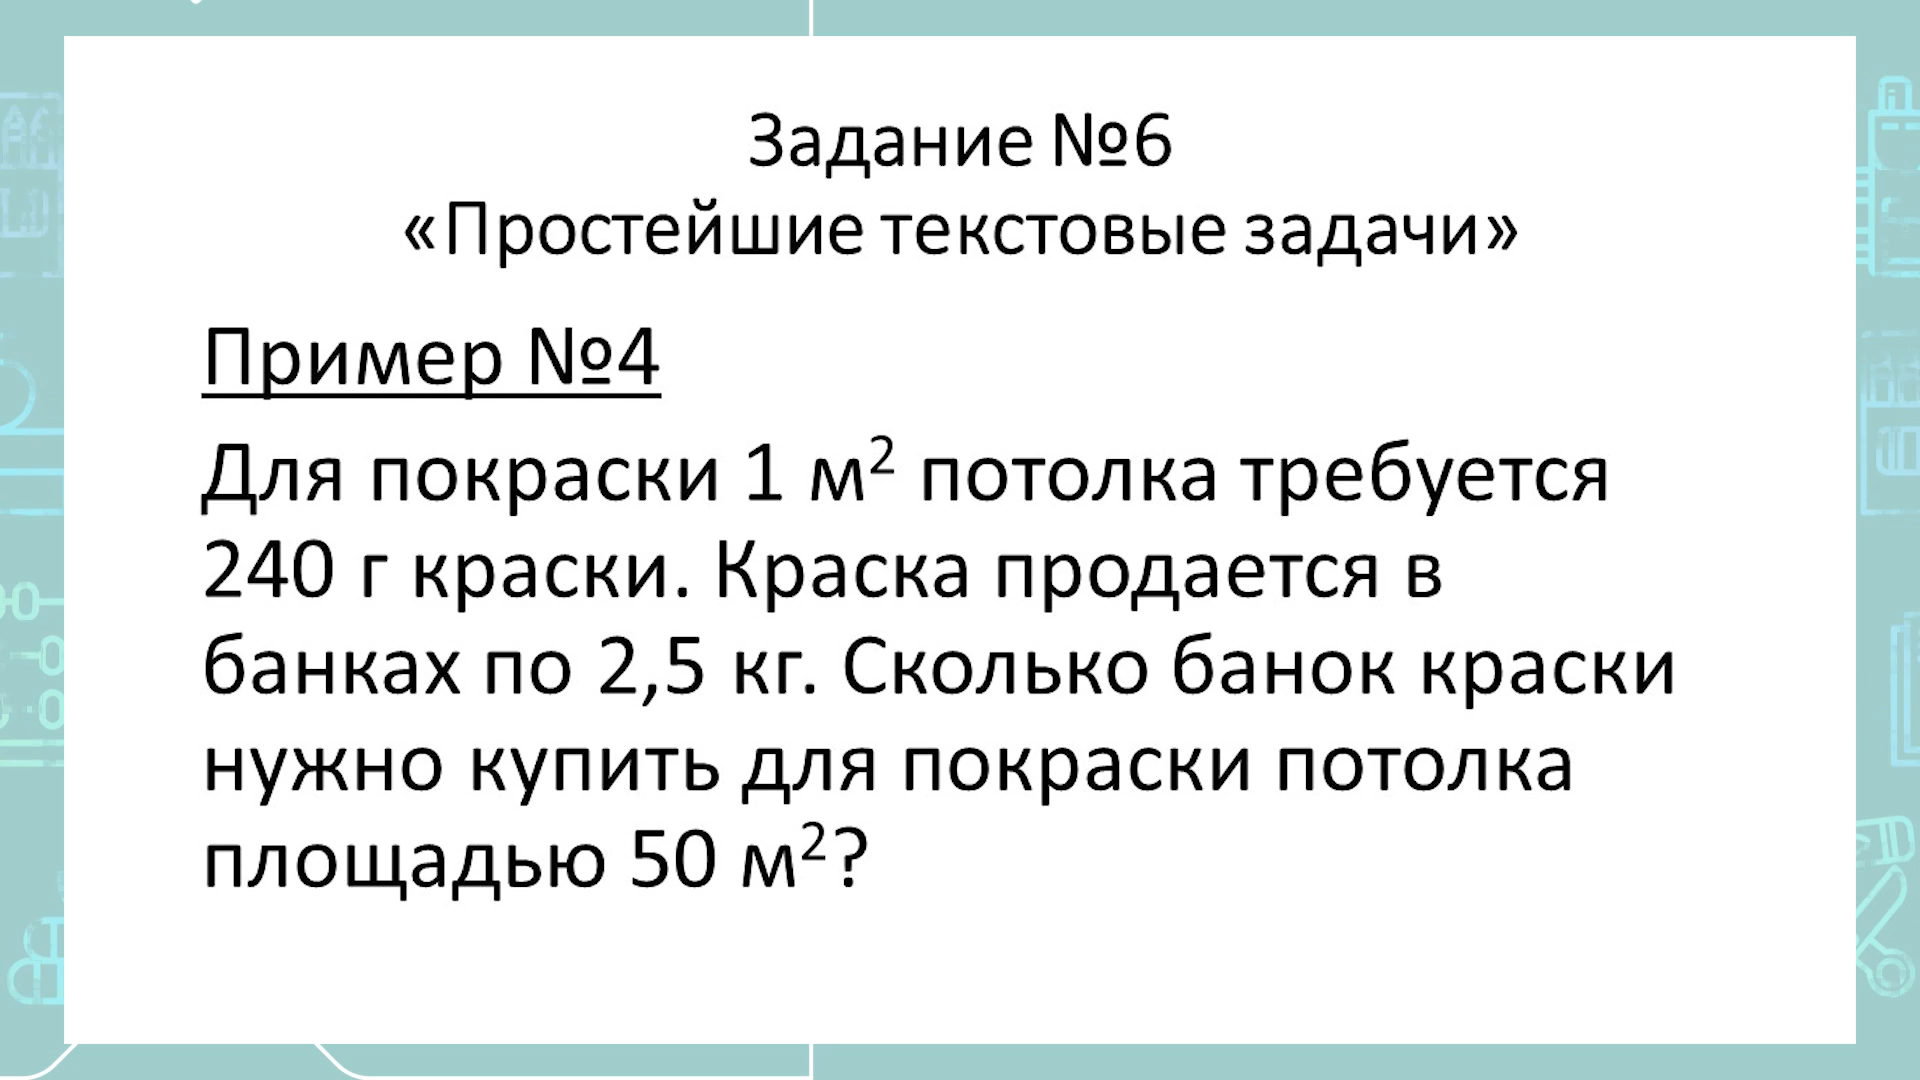 Задание №6
«Простейшие текстовые задачи»
Пример №4
Для покраски 1 м² потолка требуется
240 г краски. Краска продается в
банках по 2,5 кг. Сколько банок краски
нужно купить для покраски потолка
площадью 50 м²?